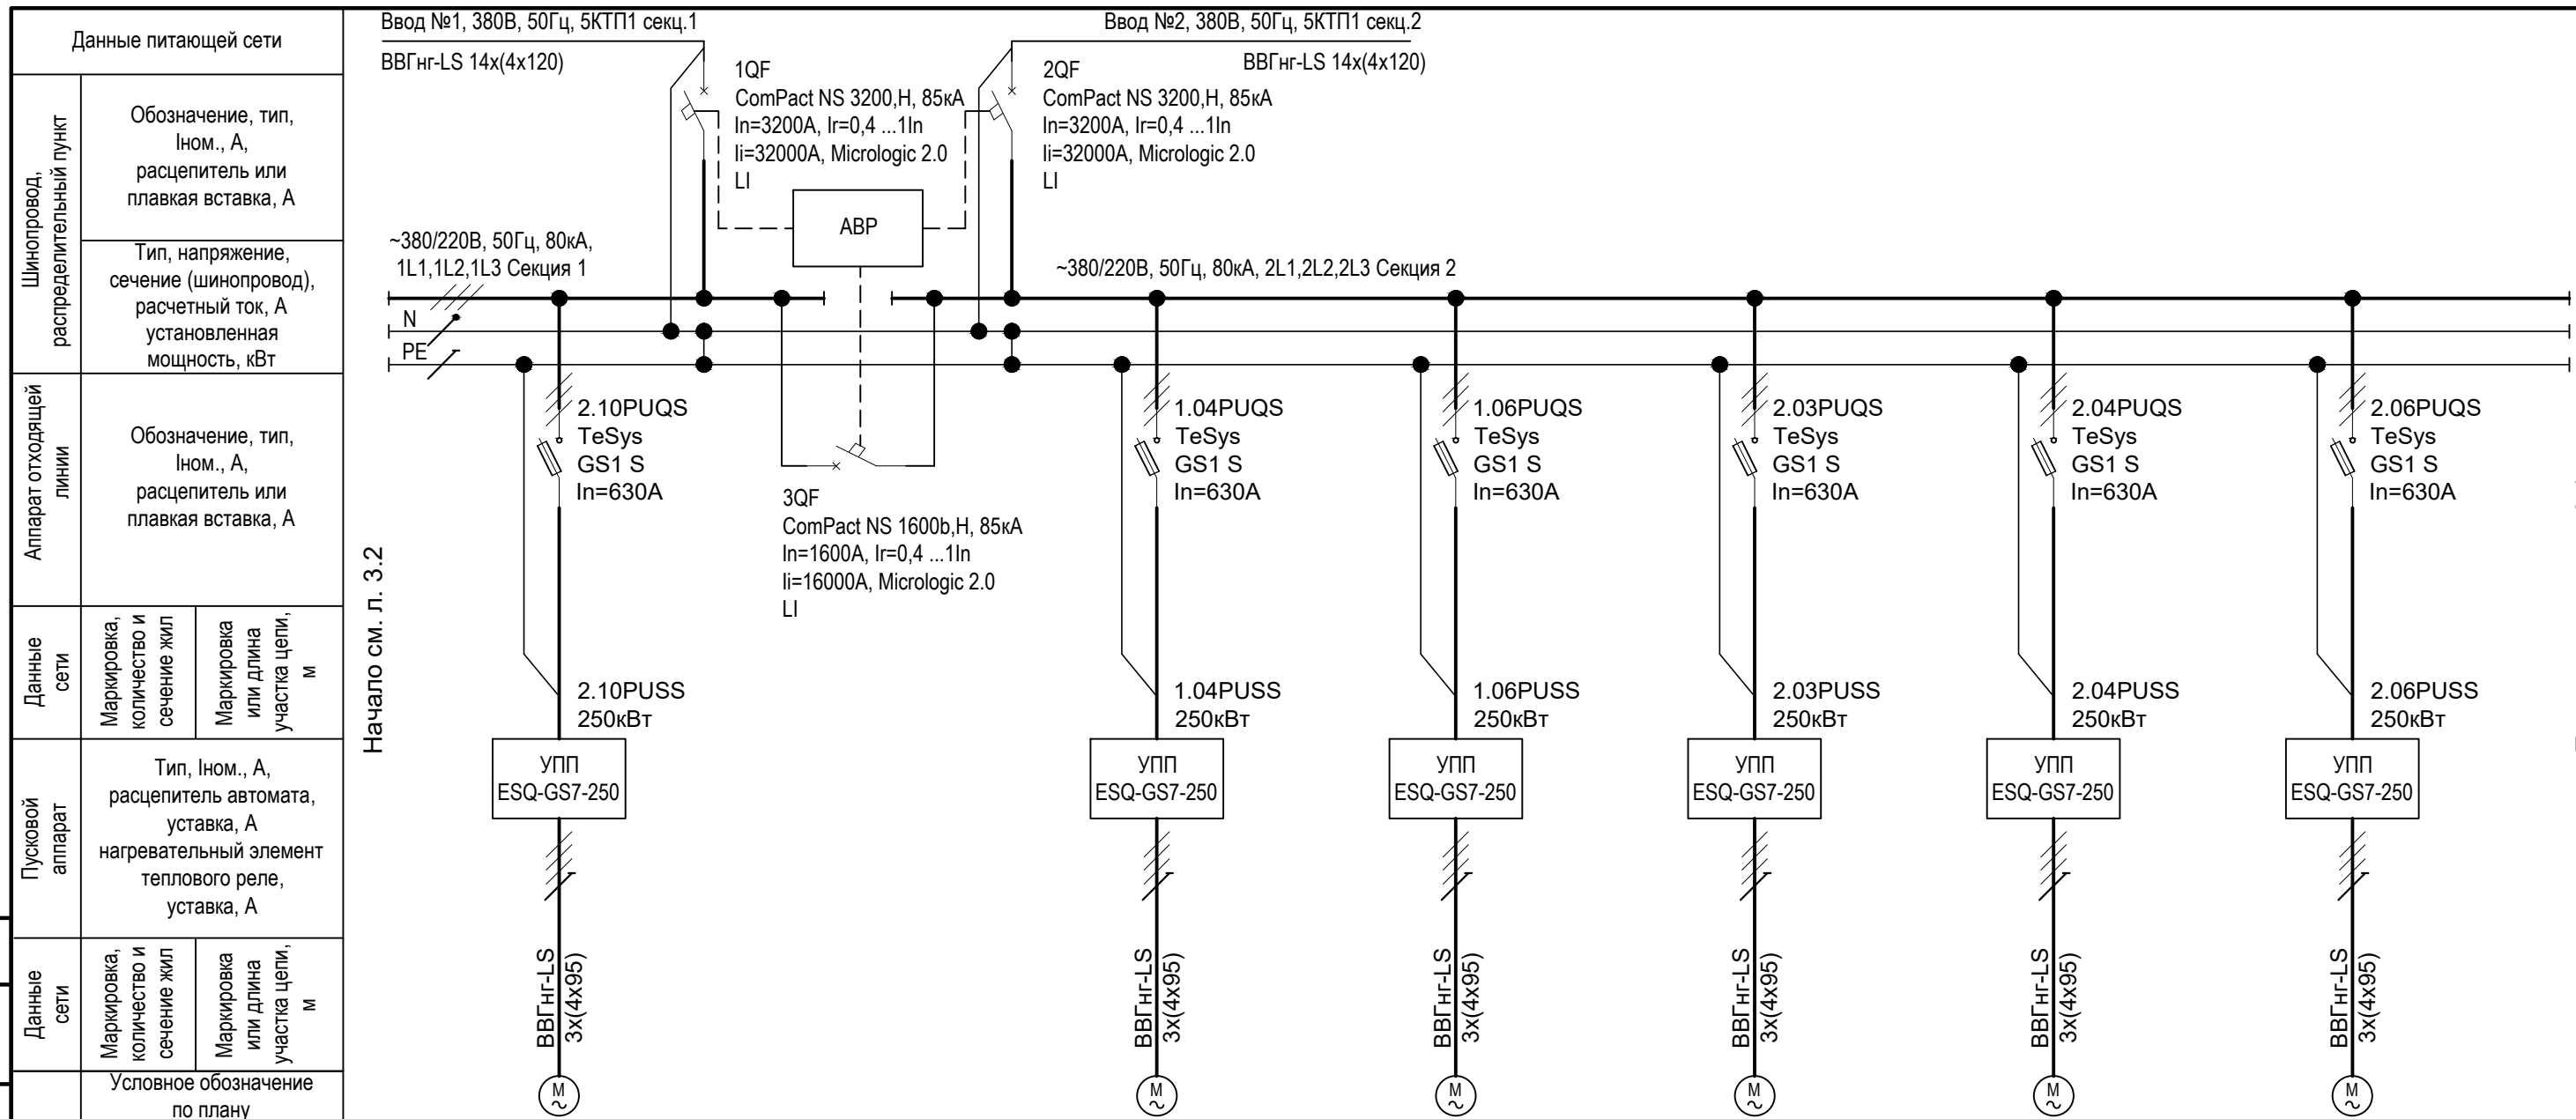 Данные питающей сети
Шинопровод,
распределительный пункт
Обозначение, тип,
Iном., А,
расцепитель или
плавкая вставка, А
Тип, напряжение,
сечение (шинопровод),
расчетный ток, А
установленная
мощность, кВт
Аппарат отходящей
линии
Обозначение, тип,
Iном., А,
расцепитель или
плавкая вставка, А
Данные
сети
Маркировка,
количество и
сечение жил
Маркировка
или длина
участка цепи,
м
Пусковой
аппарат
Тип, Iном., А,
расцепитель автомата,
уставка, А
нагревательный элемент
теплового реле,
уставка, А
Данные
сети
Маркировка,
количество и
сечение жил
Маркировка
или длина
участка цепи,
м
Условное обозначение
по плану
Начало см. л. 3.2
Ввод №1, 380В, 50Гц, 5КТП1 секц.1
ВВГнг-LS 14х(4х120)
1QF
ComPact NS 3200,H, 85кА
In=3200A, Ir=0,4 ...1In
Ii=32000A, Micrologic 2.0
LI
Ввод №2, 380В, 50Гц, 5КТП1 секц.2
ВВГнг-LS 14х(4х120)
2QF
ComPact NS 3200,H, 85кА
In=3200A, Ir=0,4 ...1In
Ii=32000A, Micrologic 2.0
LI
АВР
~380/220В, 50Гц, 80кА,
1L1,1L2,1L3 Секция 1
~380/220В, 50Гц, 80кА, 2L1,2L2,2L3 Секция 2
N
PE
3QF
ComPact NS 1600b,H, 85кА
In=1600A, Ir=0,4 ...1In
Ii=16000A, Micrologic 2.0
LI
2.10PUQS
TeSys
GS1 S
In=630A
2.10PUSS
250кВт
УПП
ESQ-GS7-250
ВВГнг-LS
3х(4х95)
M
~
1.04PUQS
TeSys
GS1 S
In=630A
1.04PUSS
250кВт
УПП
ESQ-GS7-250
ВВГнг-LS
3х(4х95)
M
~
1.06PUQS
TeSys
GS1 S
In=630A
1.06PUSS
250кВт
УПП
ESQ-GS7-250
ВВГнг-LS
3х(4х95)
M
~
2.03PUQS
TeSys
GS1 S
In=630A
2.03PUSS
250кВт
УПП
ESQ-GS7-250
ВВГнг-LS
3х(4х95)
M
~
2.04PUQS
TeSys
GS1 S
In=630A
2.04PUSS
250кВт
УПП
ESQ-GS7-250
ВВГнг-LS
3х(4х95)
M
~
2.06PUQS
TeSys
GS1 S
In=630A
2.06PUSS
250кВт
УПП
ESQ-GS7-250
ВВГнг-LS
3х(4х95)
M
~